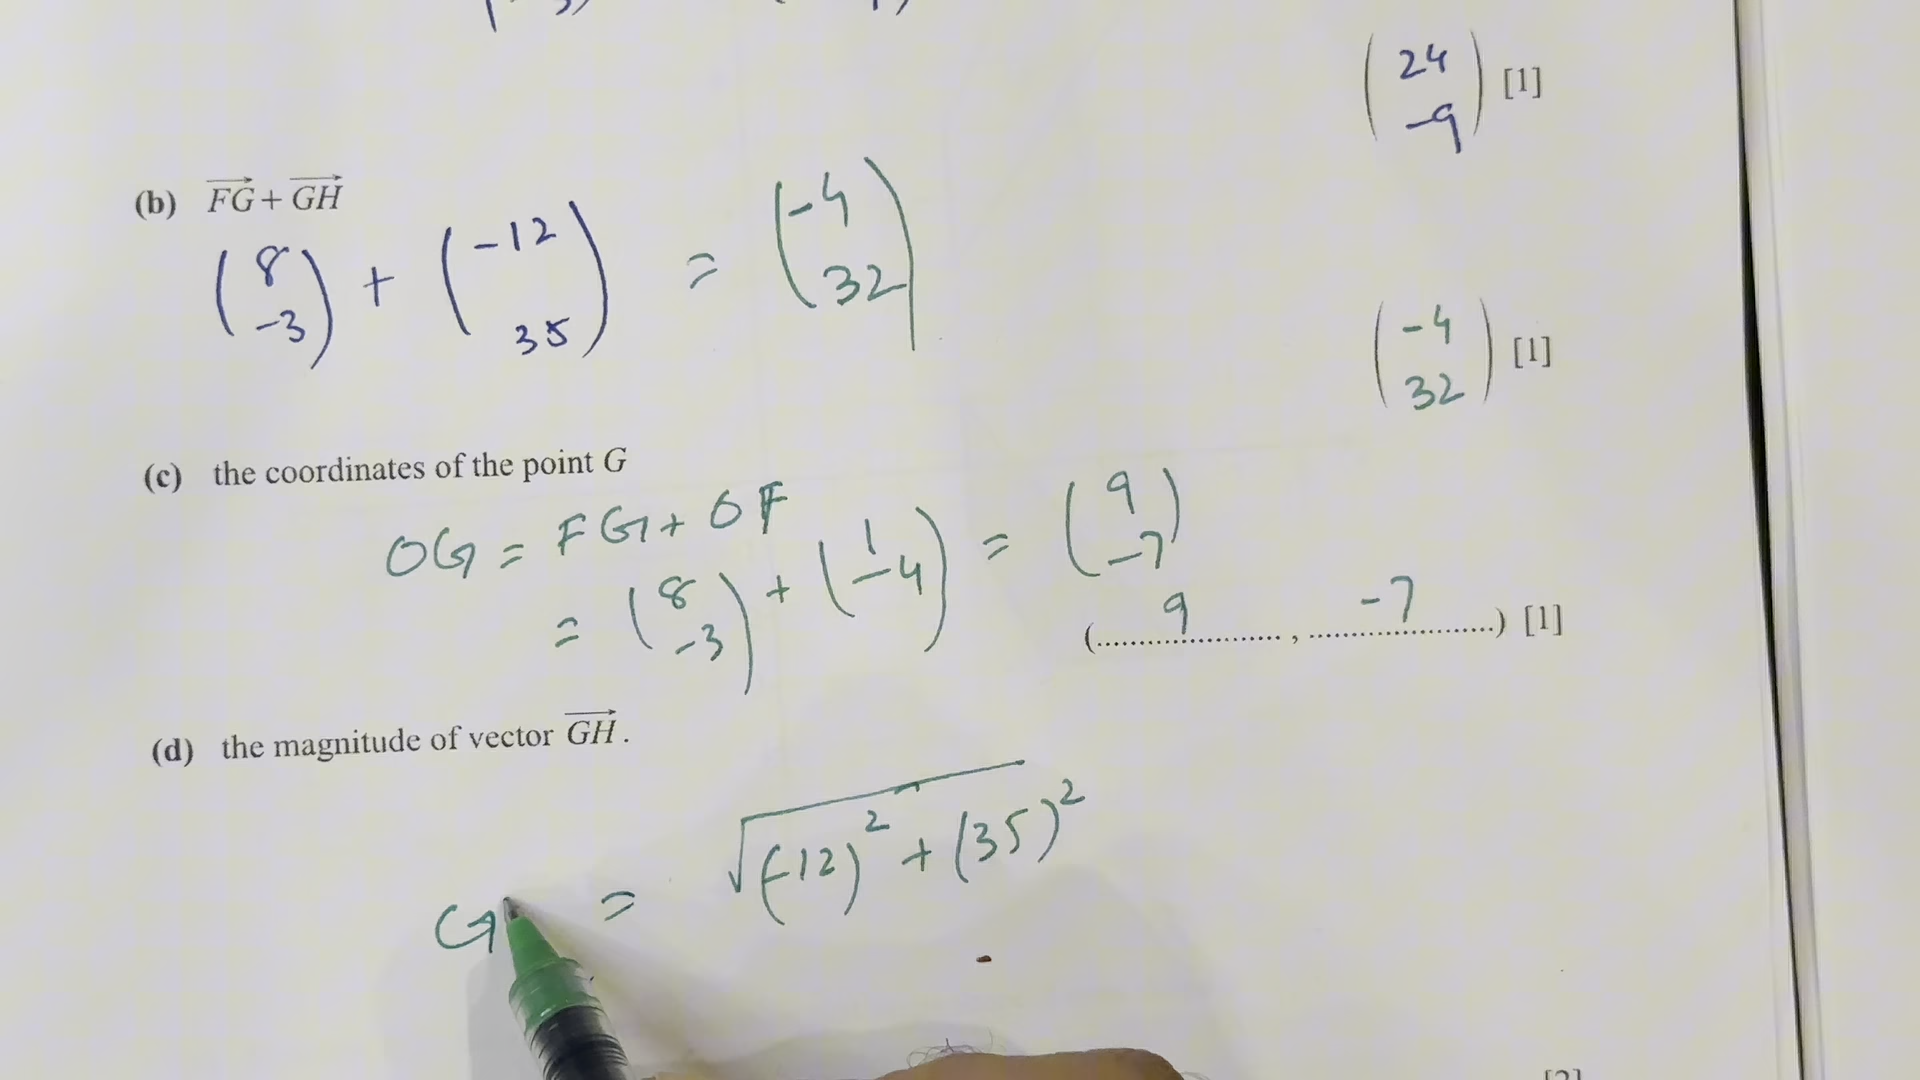 ( 24
-9 ) [1]
(b) FG + GH
( 8
-3 ) + ( -12
35 ) = ( -4
32 )
( -4
32 ) [1]
(c) the coordinates of the point G
OG = FG + OF
= ( 8
-3 ) + ( 1
-4 ) = ( 9
-7 )
(..........9.........., ..........-7..........) [1]
(d) the magnitude of vector GH.
G = √(-12)² + (35)²